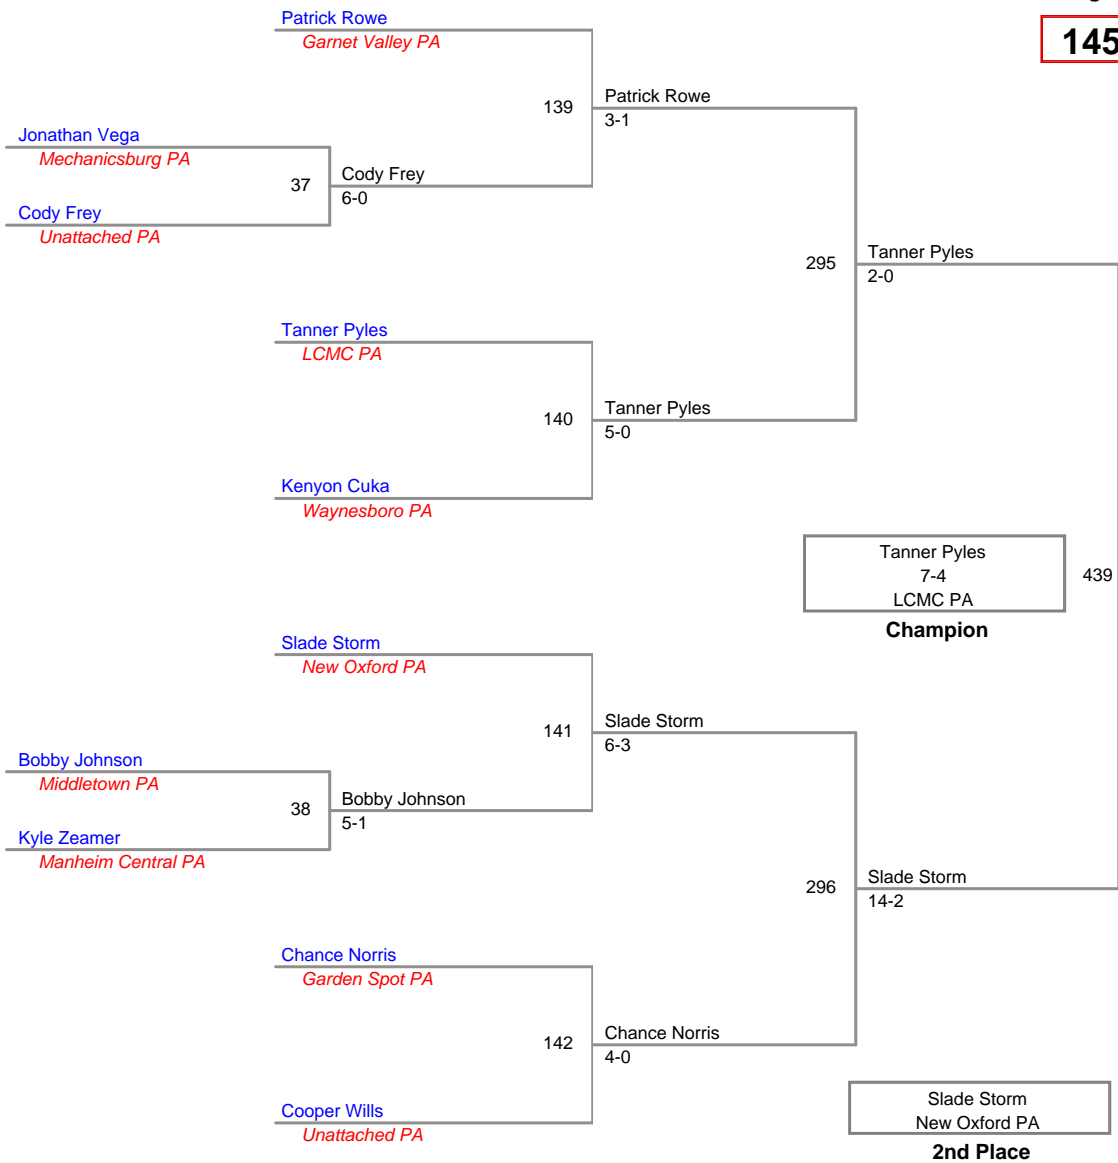 145
Patrick Rowe
Garnet Valley PA
139
Patrick Rowe
3-1
Jonathan Vega
Mechanicsburg PA
37
Cody Frey
6-0
Cody Frey
Unattached PA
295
Tanner Pyles
2-0
Tanner Pyles
LCMC PA
140
Tanner Pyles
5-0
Kenyon Cuka
Waynesboro PA
Tanner Pyles
7-4
LCMC PA
439
Champion
Slade Storm
New Oxford PA
141
Slade Storm
6-3
Bobby Johnson
Middletown PA
38
Bobby Johnson
5-1
Kyle Zeamer
Manheim Central PA
296
Slade Storm
14-2
Chance Norris
Garden Spot PA
142
Chance Norris
4-0
Cooper Wills
Unattached PA
Slade Storm
New Oxford PA
2nd Place